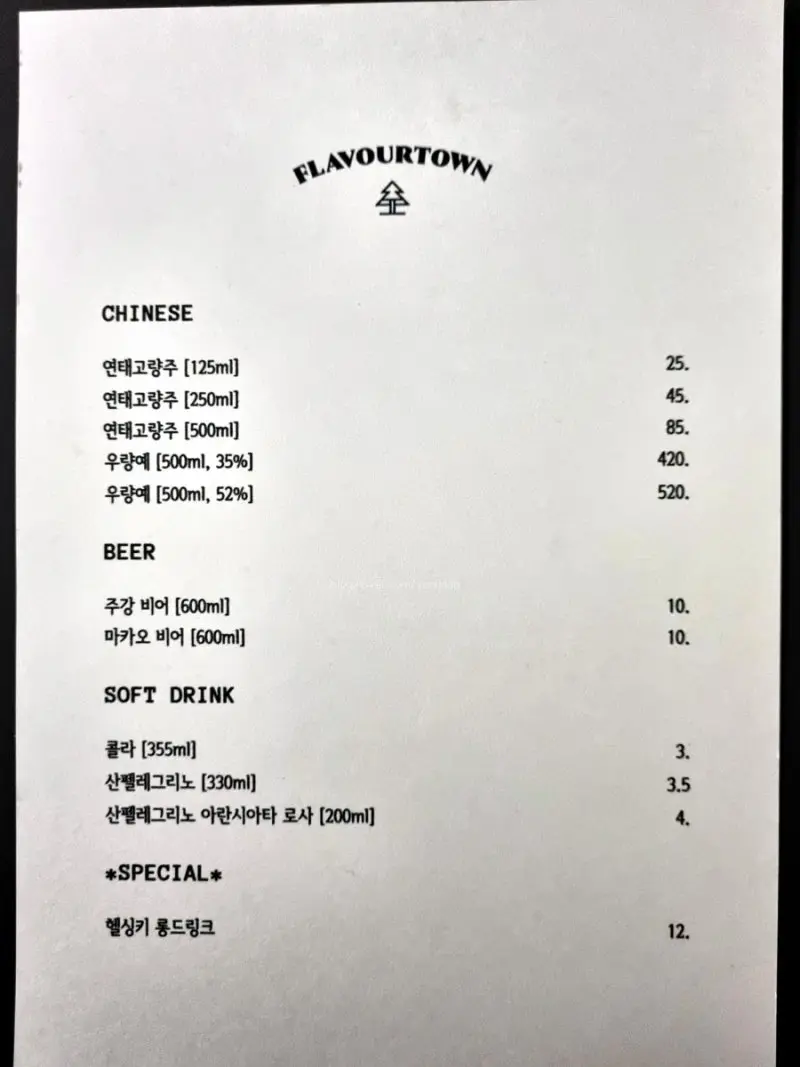 FLAVOURTOWN
CHINESE
연태고량주 [125ml] 25.
연태고량주 [250ml] 45.
연태고량주 [500ml] 85.
우량예 [500ml, 35%] 420.
우량예 [500ml, 52%] 520.
BEER
주강 비어 [600ml] 10.
마카오 비어 [600ml] 10.
SOFT DRINK
콜라 [355ml] 3.
산펠레그리노 [330ml] 3.5
산펠레그리노 아란시아타 로사 [200ml] 4.
*SPECIAL*
헬싱키 롱드링크 12.